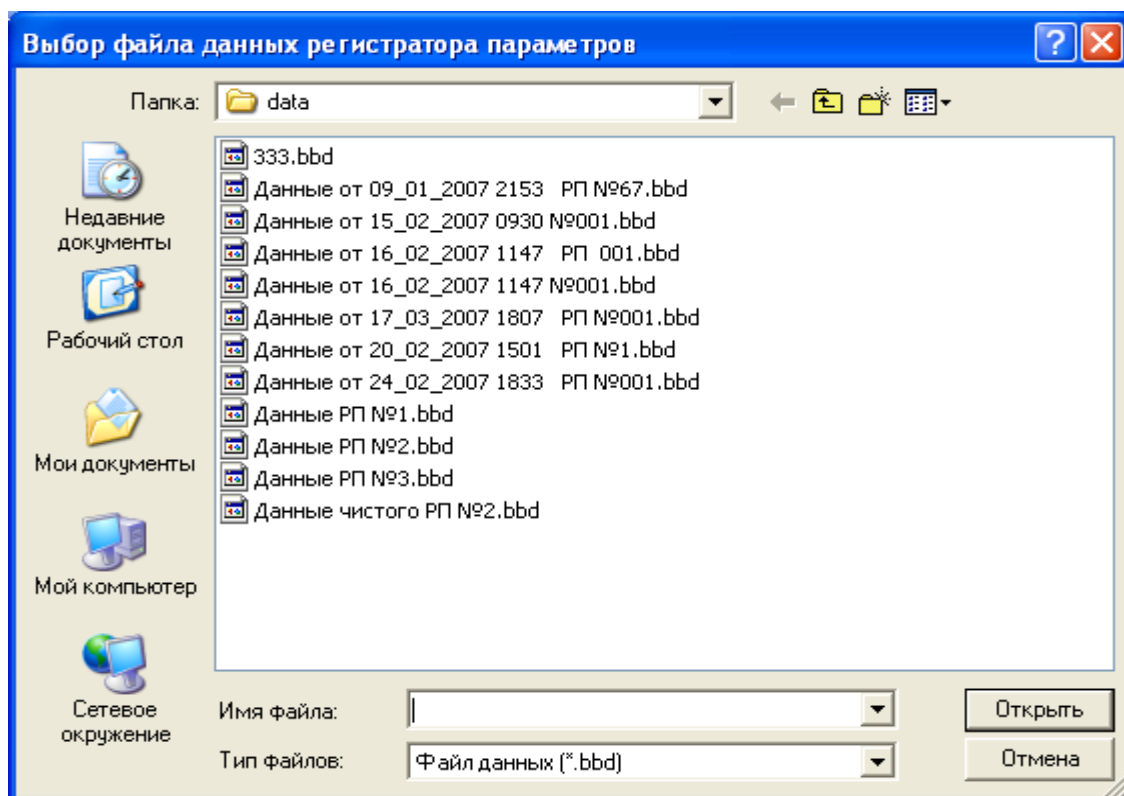 Выбор файла данных регистратора параметров
Папка: data
333.bbd
Данные от 09_01_2007 2153   РП №67.bbd
Данные от 15_02_2007 0930 №001.bbd
Данные от 16_02_2007 1147   РП  001.bbd
Данные от 16_02_2007 1147 №001.bbd
Данные от 17_03_2007 1807   РП №001.bbd
Данные от 20_02_2007 1501   РП №1.bbd
Данные от 24_02_2007 1833   РП №001.bbd
Данные РП №1.bbd
Данные РП №2.bbd
Данные РП №3.bbd
Данные чистого РП №2.bbd
Недавние
документы
Рабочий стол
Мои документы
Мой компьютер
Сетевое
окружение
Имя файла:
Открыть
Тип файлов: Файл данных (*.bbd)
Отмена